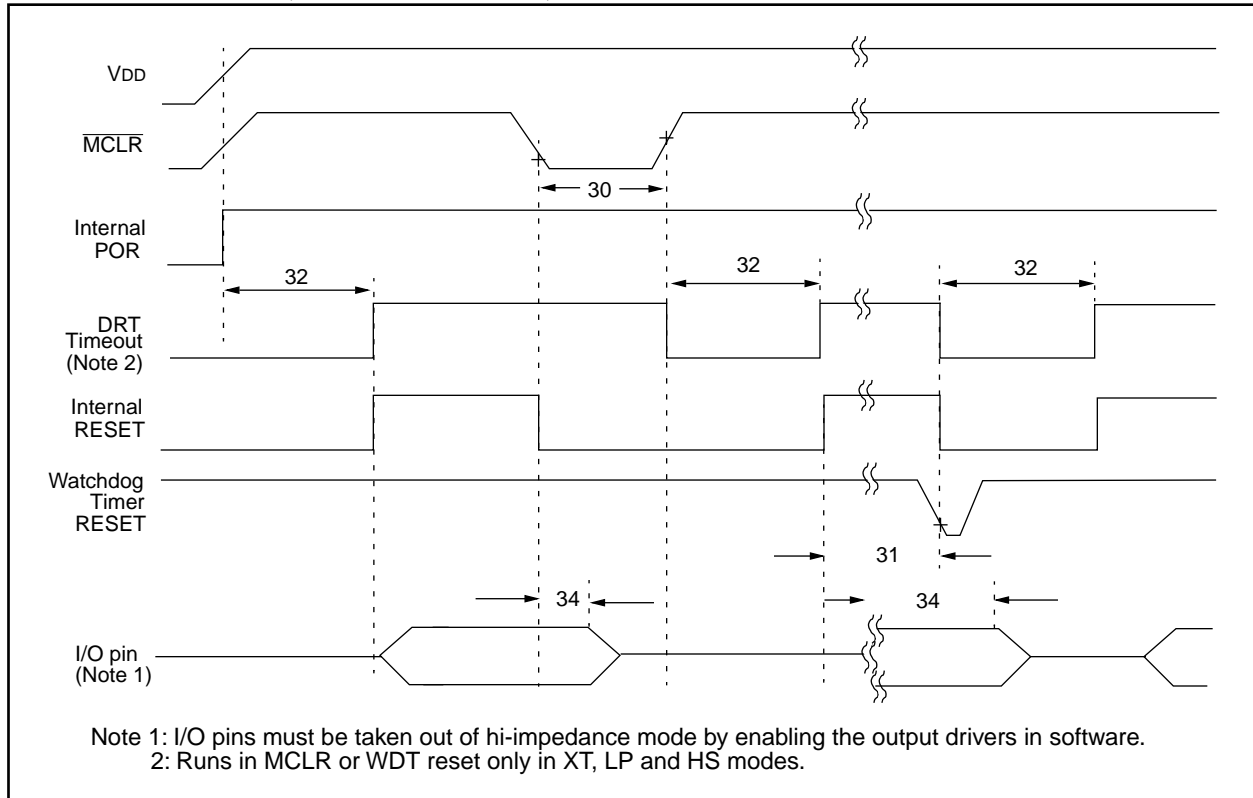 VDD
MCLR
30
Internal
POR
32
32
32
DRT
Timeout
(Note 2)
Internal
RESET
Watchdog
Timer
RESET
31
34
34
I/O pin
(Note 1)
Note 1: I/O pins must be taken out of hi-impedance mode by enabling the output drivers in software.
2: Runs in MCLR or WDT reset only in XT, LP and HS modes.